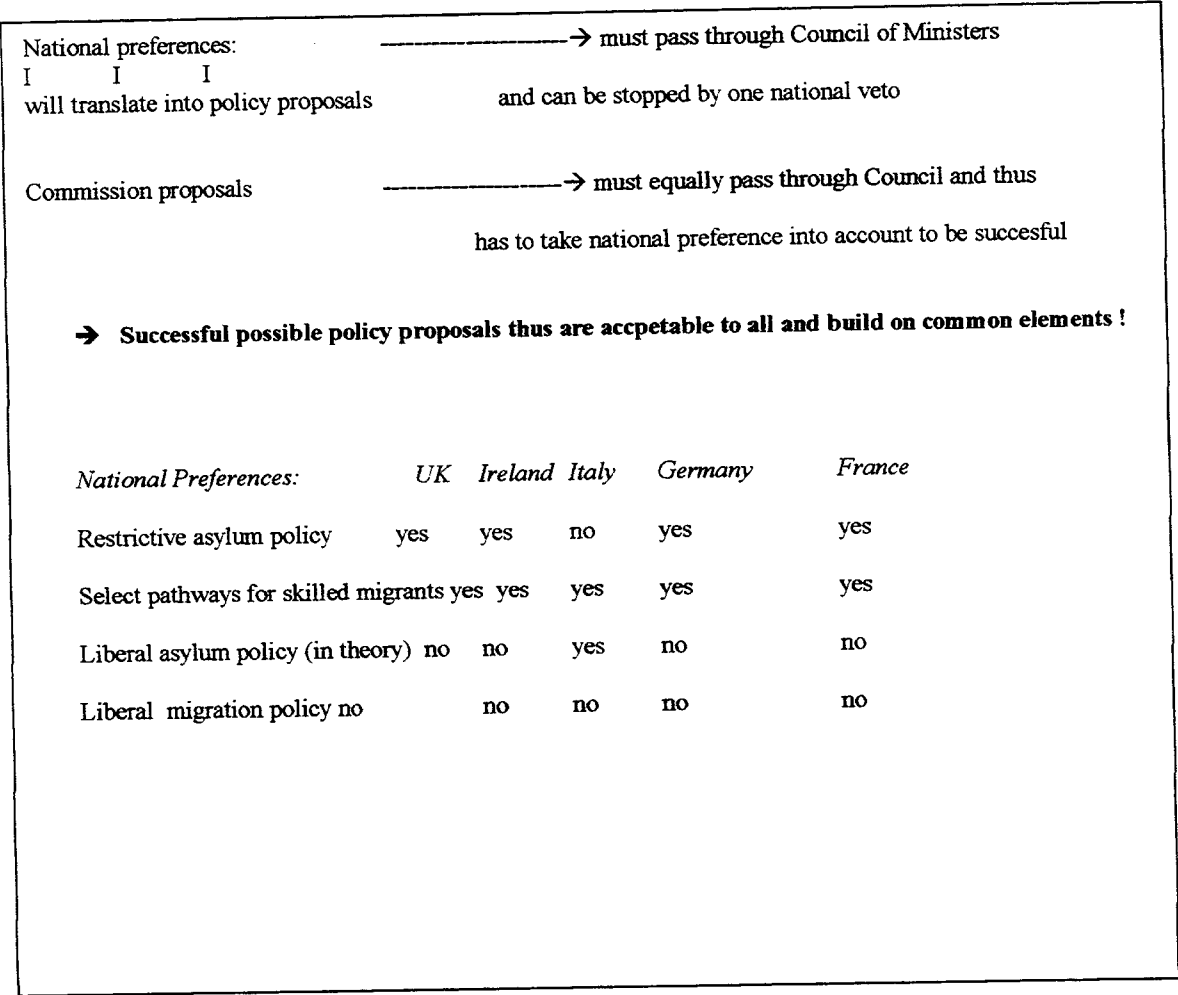 National preferences: --------------------→ must pass through Council of Ministers
I I I
will translate into policy proposals and can be stopped by one national veto
Commission proposals --------------------→ must equally pass through Council and thus
has to take national preference into account to be succesful
→ Successful possible policy proposals thus are accpetable to all and build on common elements !
National Preferences: UK Ireland Italy Germany France
Restrictive asylum policy yes yes no yes yes
Select pathways for skilled migrants yes yes yes yes yes
Liberal asylum policy (in theory) no no yes no no
Liberal migration policy no no no no no